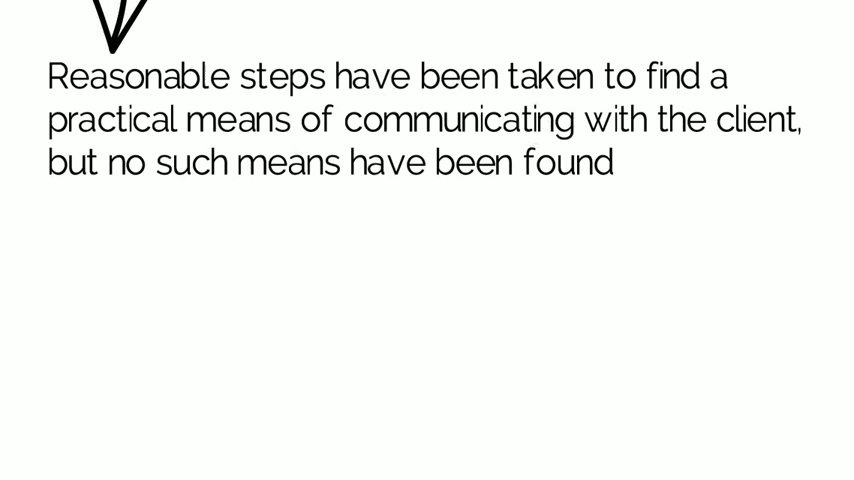 Reasonable steps have been taken to find a
practical means of communicating with the client,
but no such means have been found